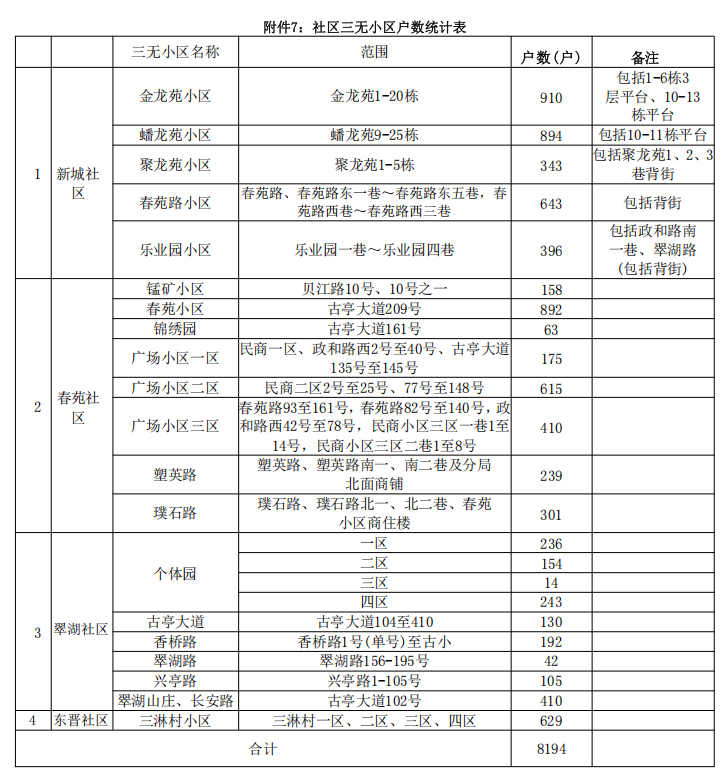 附件7：社区三无小区户数统计表
三无小区名称 范围 户数(户) 备注
1 新城社区 金龙苑小区 金龙苑1-20栋 910 包括1-6栋3层平台、10-13栋平台
蟠龙苑小区 蟠龙苑9-25栋 894 包括10-11栋平台
聚龙苑小区 聚龙苑1-5栋 343 包括聚龙苑1、2、3巷背街
春苑路小区 春苑路、春苑路东一巷～春苑路东五巷，春苑路西巷～春苑路西三巷 643 包括背街
乐业园小区 乐业园一巷～乐业园四巷 396 包括政和路南一巷、翠湖路(包括背街)
2 春苑社区 锰矿小区 贝江路10号、10号之一 158
春苑小区 古亭大道209号 892
锦绣园 古亭大道161号 63
广场小区一区 民商一区、政和路西2号至40号、古亭大道135号至145号 175
广场小区二区 民商二区2号至25号、77号至148号 615
广场小区三区 春苑路93至161号，春苑路82号至140号，政和路西42号至78号，民商小区三区一巷1至14号，民商小区三区二巷1至8号 410
塑英路 塑英路、塑英路南一、南二巷及分局北面商铺 239
璞石路 璞石路、璞石路北一、北二巷、春苑小区商住楼 301
3 翠湖社区 个体园 一区 236
二区 154
三区 14
四区 243
古亭大道 古亭大道104至410 130
香桥路 香桥路1号(单号)至古小 192
翠湖路 翠湖路156-195号 42
兴亭路 兴亭路1-105号 105
翠湖山庄、长安路 古亭大道102号 410
4 东晋社区 三淋村小区 三淋村一区、二区、三区、四区 629
合计 8194